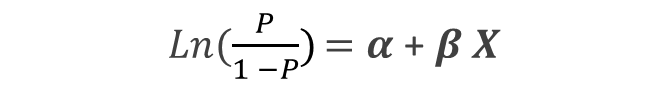 Ln(P/1 −P) = α + β X